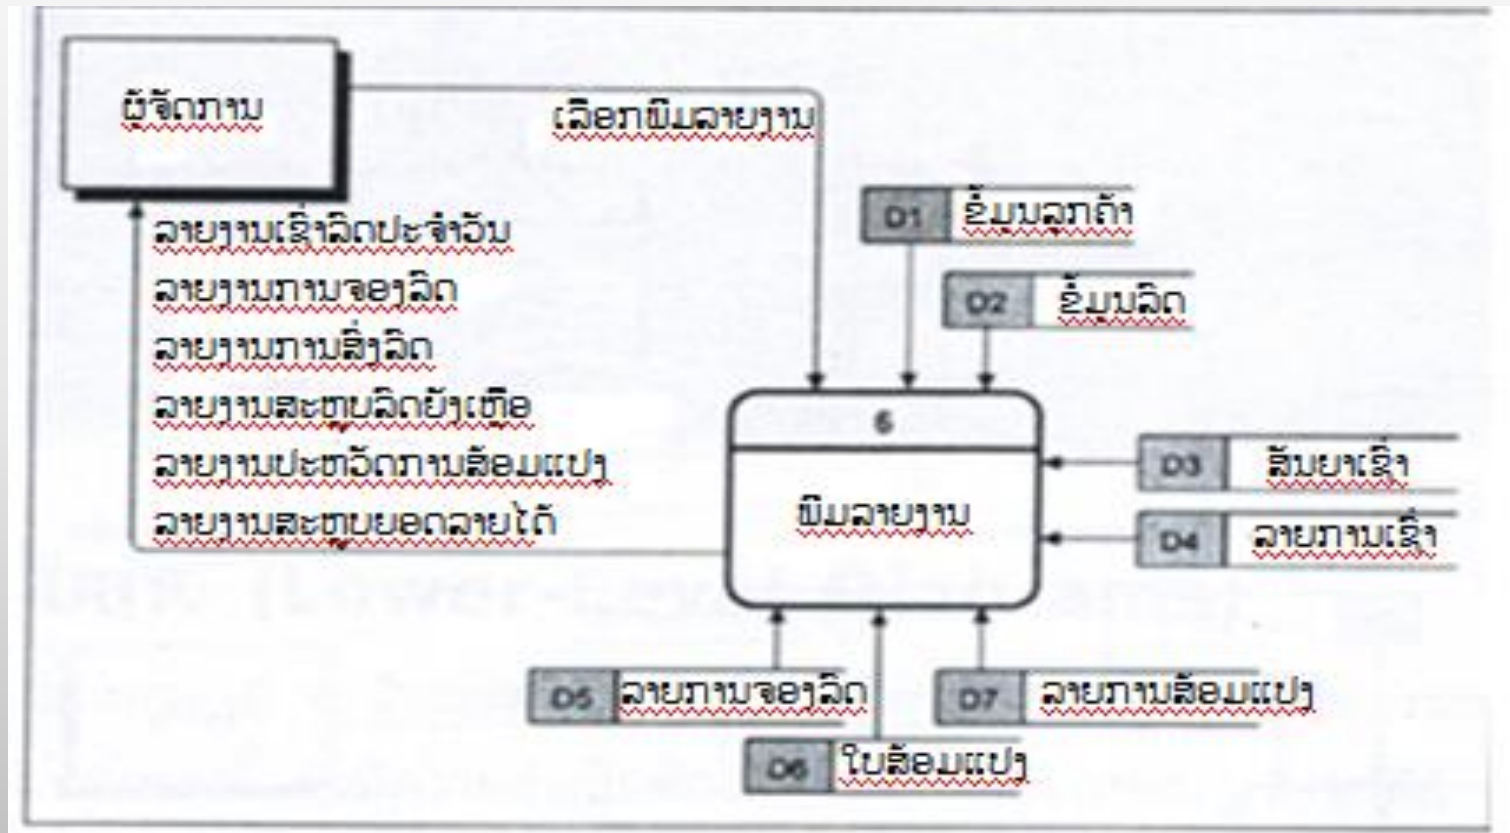 ຜູ້ຈັດການ
ເລືອກພິມລາຍງານ
ລາຍງານເຊົ່າລົດປະຈຳວັນ
ລາຍງານການຈອງລົດ
ລາຍງານການສົ່ງລົດ
ລາຍງານສະຫຼຸບລົດຍັງເຫຼືອ
ລາຍງານປະຫວັດການສ້ອມແປງ
ລາຍງານສະຫຼຸບຍອດລາຍໄດ້
D1 ຂໍ້ມູນລູກຄ້າ
D2 ຂໍ້ມູນລົດ
6
ພິມລາຍງານ
D3 ສັນຍາເຊົ່າ
D4 ລາຍການເຊົ່າ
D5 ລາຍການຈອງລົດ
D7 ລາຍການສ້ອມແປງ
D6 ໃບສ້ອມແປງ